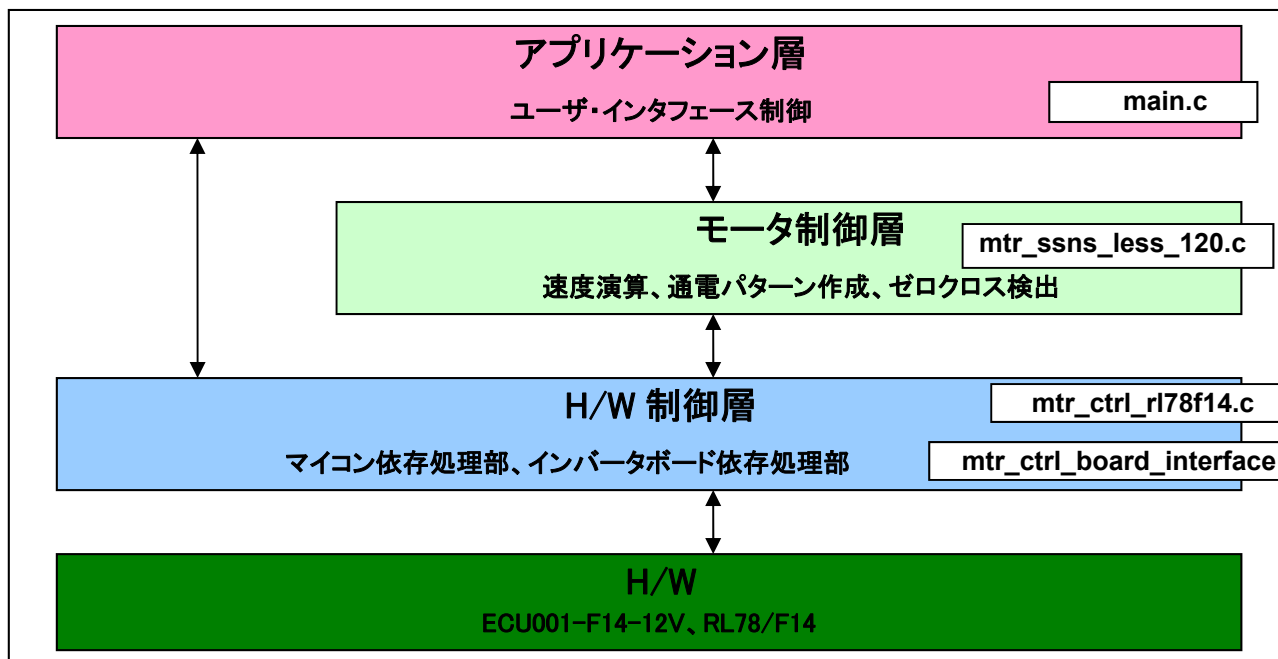 アプリケーション層
main.c
ユーザ・インタフェース制御
モータ制御層
mtr_ssns_less_120.c
速度演算、通電パターン作成、ゼロクロス検出
H/W 制御層
mtr_ctrl_rl78f14.c
マイコン依存処理部、インバータボード依存処理部
mtr_ctrl_board_interface
H/W
ECU001-F14-12V、RL78/F14